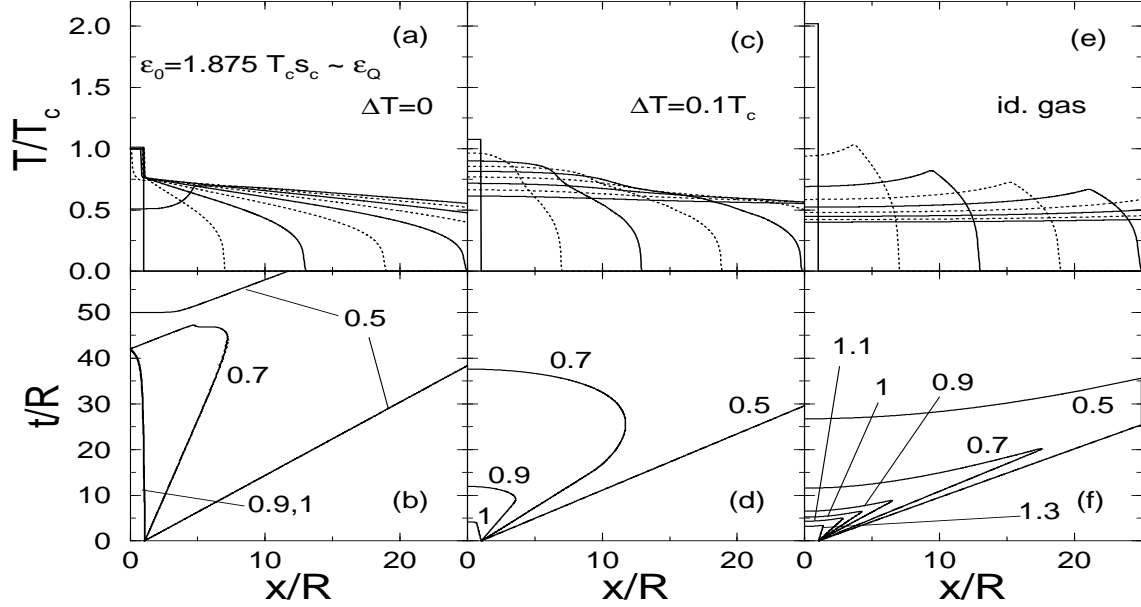 (a) (c) (e)
ε₀=1.875 T_c s_c ~ ε_Q
ΔT=0 ΔT=0.1T_c id. gas
T/T_c
2.0
1.5
1.0
0.5
0.0
0.5
0.7
0.9,1
(b)
0.7
0.5
0.9
1
(d)
1.1
1
0.9
0.5
0.7
1.3
(f)
t/R
50
40
30
20
10
0
0 10 20 0 10 20 0 10 20
x/R x/R x/R